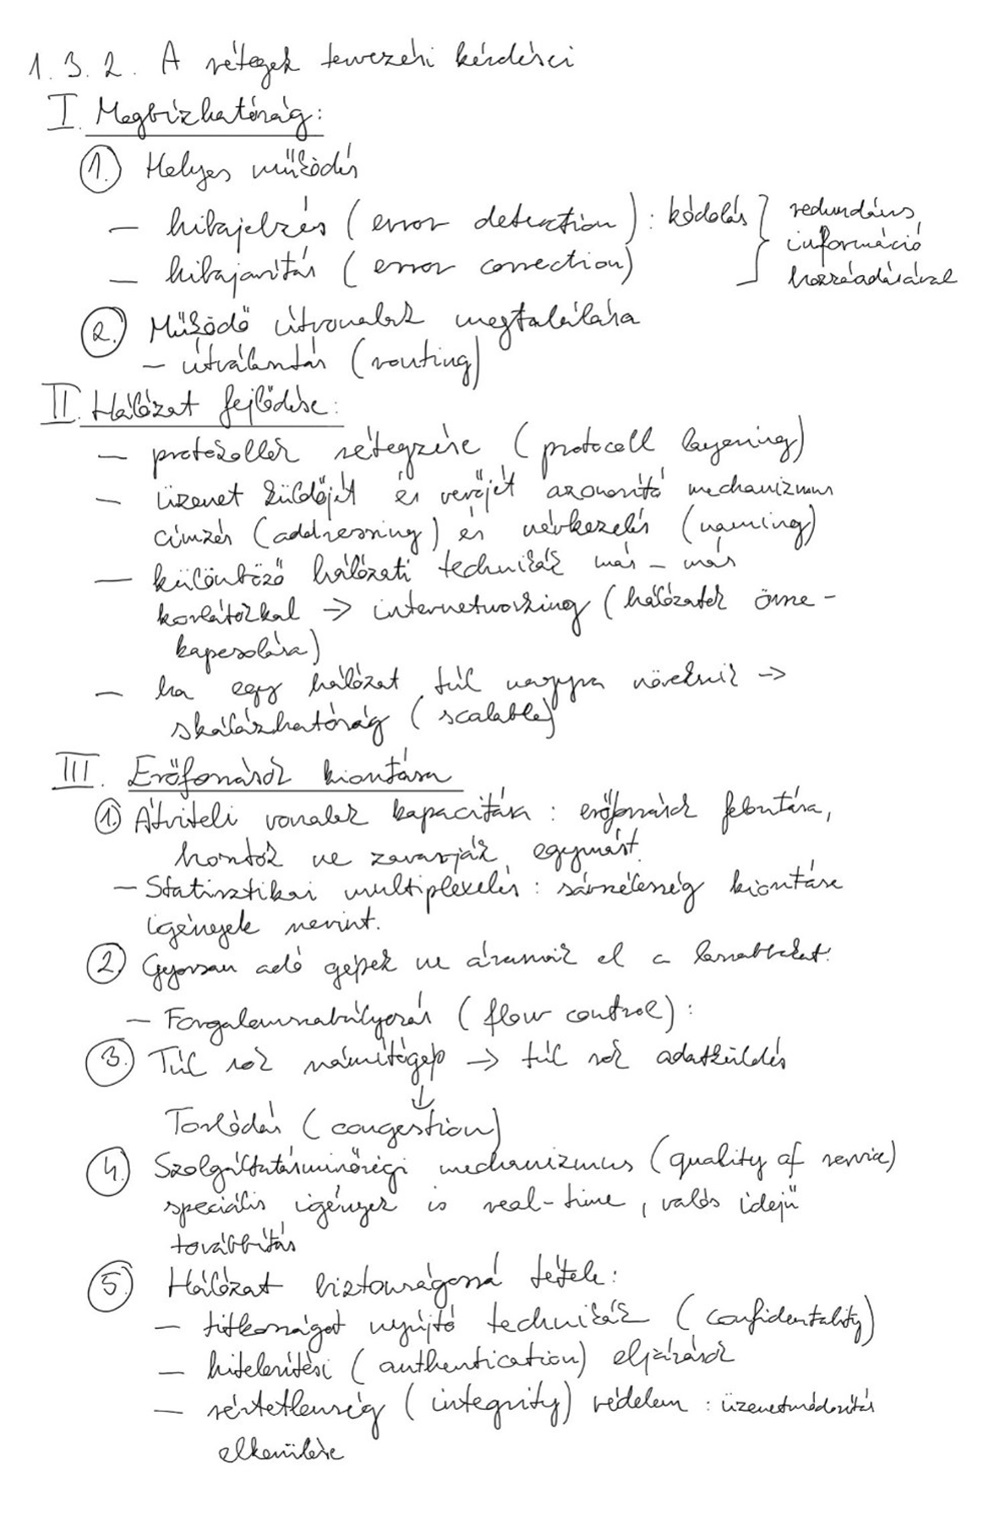 1.3.2. A rétegek tervezési kérdései
I. Megbízhatóság:
1. Helyes működés
– hibajelzés (error detection) : kódolás } redundáns
információ
– hibajavítás (error correction)
hozzáadásával
2. Működő útvonalak megtalálása
– útválasztás (routing)
II. Hálózat fejlődése:
– protokollok rétegzése (protocoll layering)
– üzenet küldőjét és vevőjét azonosító mechanizmus
címzés (addressing) és névkezelés (naming)
– különböző hálózati technikák más – más
korlátokkal → internetworking (hálózatok össze-
kapcsolása)
– ha egy hálózat túl nagyra növekszik →
skálázhatóság (scalable)
III. Erőforrások kiosztása
1. Átviteli vonalak kapacitása : erőforrások felosztása,
hosztok ne zavarják egymást.
– Statisztikai multiplexelés : sávszélesség kiosztása
igények szerint.
2. Gyorsan adó gépek ne árasszák el a lassabbakat.
– Forgalomszabályozás (flow control) :
3. Túl sok számítógép → túl sok adatküldés
↓
Torlódás (congestion)
4. Szolgáltatásminőségi mechanizmus (quality of service)
speciális igények is real-time, valós idejű
továbbítás
5. Hálózat biztonságossá tétele:
– titkosságot nyújtó technikák (confidentality)
– hitelesítési (authentication) eljárások
– sértetlenség (integrity) védelem : üzenetmódosítás
elkerülése